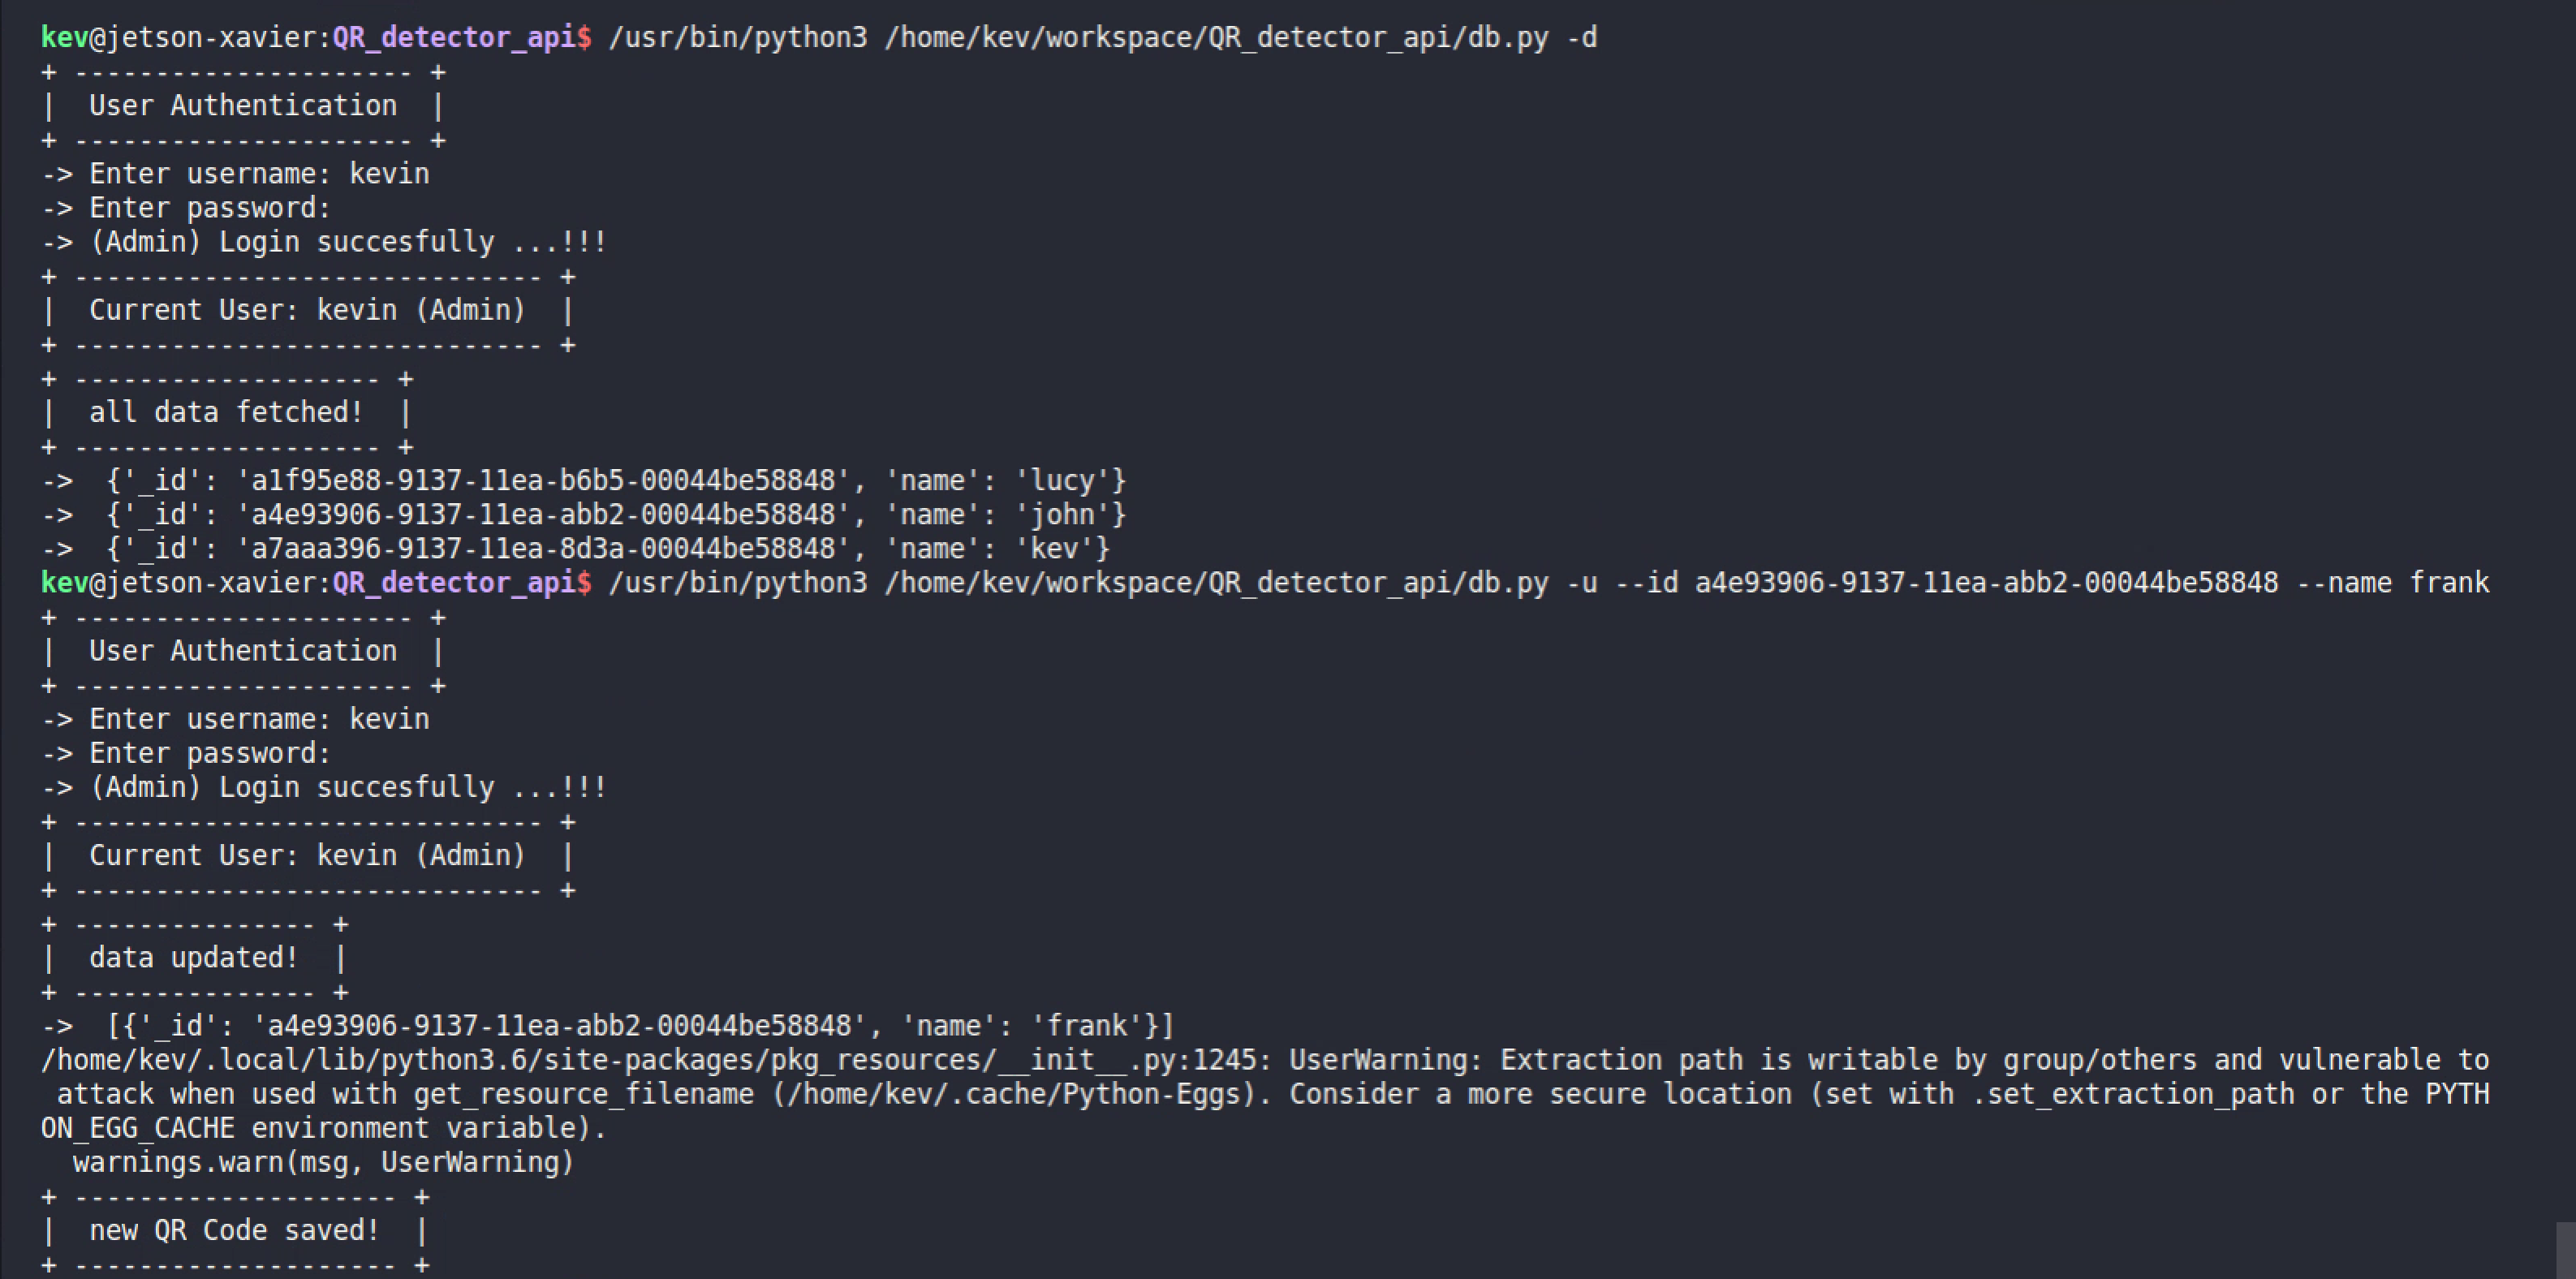 kev@jetson-xavier:QR_detector_api$ /usr/bin/python3 /home/kev/workspace/QR_detector_api/db.py -d
+ --------------------- +
|  User Authentication  |
+ --------------------- +
-> Enter username: kevin
-> Enter password:
-> (Admin) Login succesfully ...!!!
+ ----------------------------- +
|  Current User: kevin (Admin)  |
+ ----------------------------- +
+ ------------------- +
|  all data fetched!  |
+ ------------------- +
->  {'_id': 'a1f95e88-9137-11ea-b6b5-00044be58848', 'name': 'lucy'}
->  {'_id': 'a4e93906-9137-11ea-abb2-00044be58848', 'name': 'john'}
->  {'_id': 'a7aaa396-9137-11ea-8d3a-00044be58848', 'name': 'kev'}
kev@jetson-xavier:QR_detector_api$ /usr/bin/python3 /home/kev/workspace/QR_detector_api/db.py -u --id a4e93906-9137-11ea-abb2-00044be58848 --name frank
+ --------------------- +
|  User Authentication  |
+ --------------------- +
-> Enter username: kevin
-> Enter password:
-> (Admin) Login succesfully ...!!!
+ ----------------------------- +
|  Current User: kevin (Admin)  |
+ ----------------------------- +
+ --------------- +
|  data updated!  |
+ --------------- +
->  [{'_id': 'a4e93906-9137-11ea-abb2-00044be58848', 'name': 'frank'}]
/home/kev/.local/lib/python3.6/site-packages/pkg_resources/__init__.py:1245: UserWarning: Extraction path is writable by group/others and vulnerable to
 attack when used with get_resource_filename (/home/kev/.cache/Python-Eggs). Consider a more secure location (set with .set_extraction_path or the PYTH
ON_EGG_CACHE environment variable).
  warnings.warn(msg, UserWarning)
+ -------------------- +
|  new QR Code saved!  |
+ -------------------- +